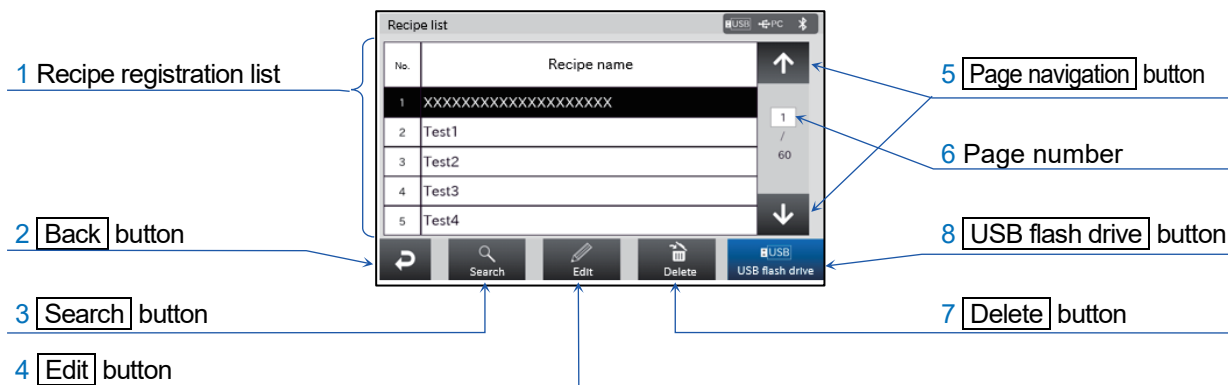 Recipe list
USB PC
No. Recipe name
1 XXXXXXXXXXXXXXXXXXXX
2 Test1
3 Test2
4 Test3
5 Test4
1
/
60
Search
Edit
Delete
USB
USB flash drive
1 Recipe registration list
2 Back button
3 Search button
4 Edit button
5 Page navigation button
6 Page number
8 USB flash drive button
7 Delete button